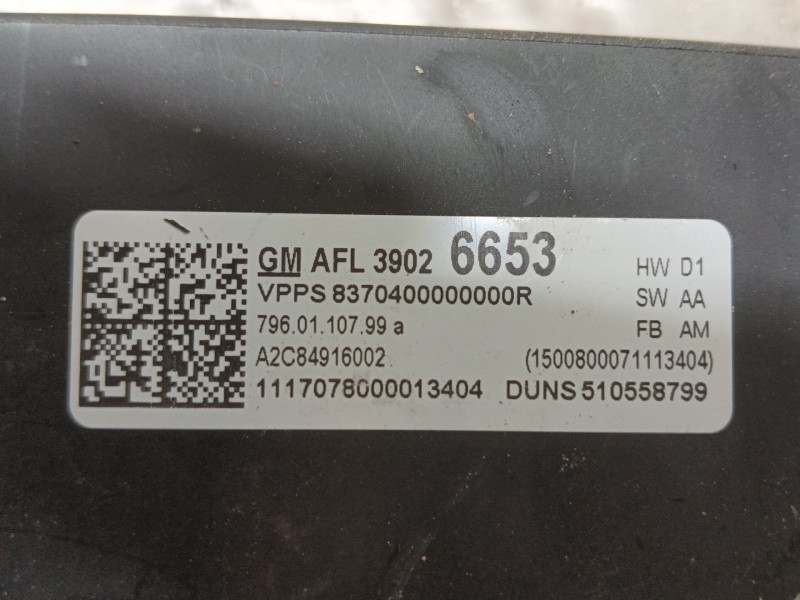 GM AFL 3902 6653 HW D1
VPPS 8370400000000R SW AA
796.01.107.99 a FB AM
A2C84916002 (1500800071113404)
1117078000013404 DUNS 510558799